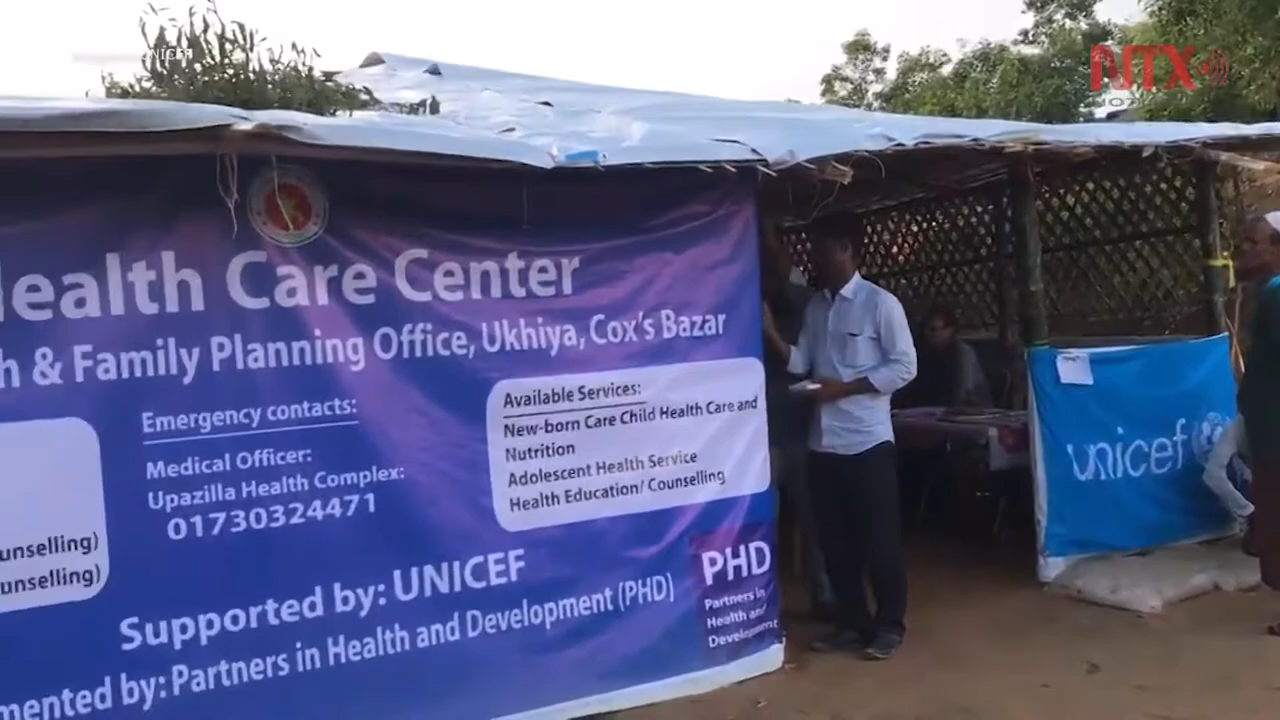 UNICEF
NTX
ealth Care Center
h & Family Planning Office, Ukhiya, Cox's Bazar
Emergency contacts:
Medical Officer:
Upazilla Health Complex:
01730324471
Available Services:
New-born Care Child Health Care and
Nutrition
Adolescent Health Service
Health Education/ Counselling
unselling)
unselling)
Supported by: UNICEF
mented by: Partners in Health and Development (PHD)
PHD
Partners in
Health and
Development
unicef